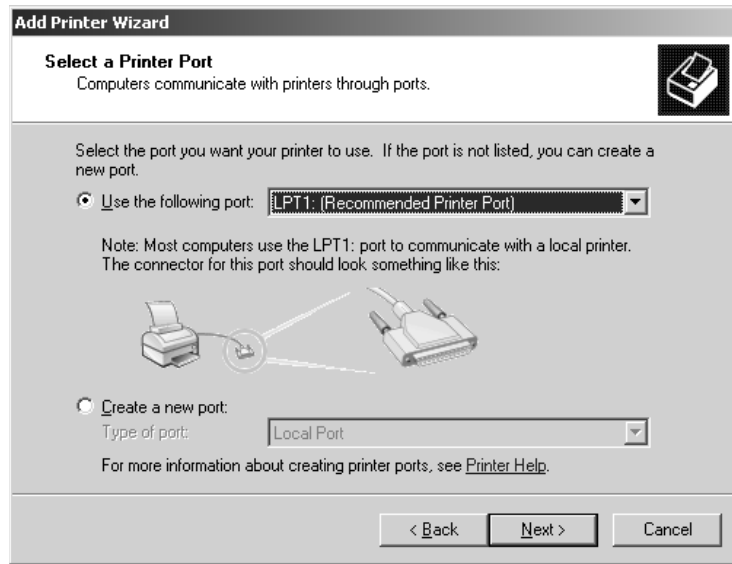 Add Printer Wizard
Select a Printer Port
Computers communicate with printers through ports.
Select the port you want your printer to use.  If the port is not listed, you can create a
new port.
Use the following port: LPT1: (Recommended Printer Port)
Note: Most computers use the LPT1: port to communicate with a local printer.
The connector for this port should look something like this:
Create a new port:
Type of port: Local Port
For more information about creating printer ports, see Printer Help.
< Back Next > Cancel